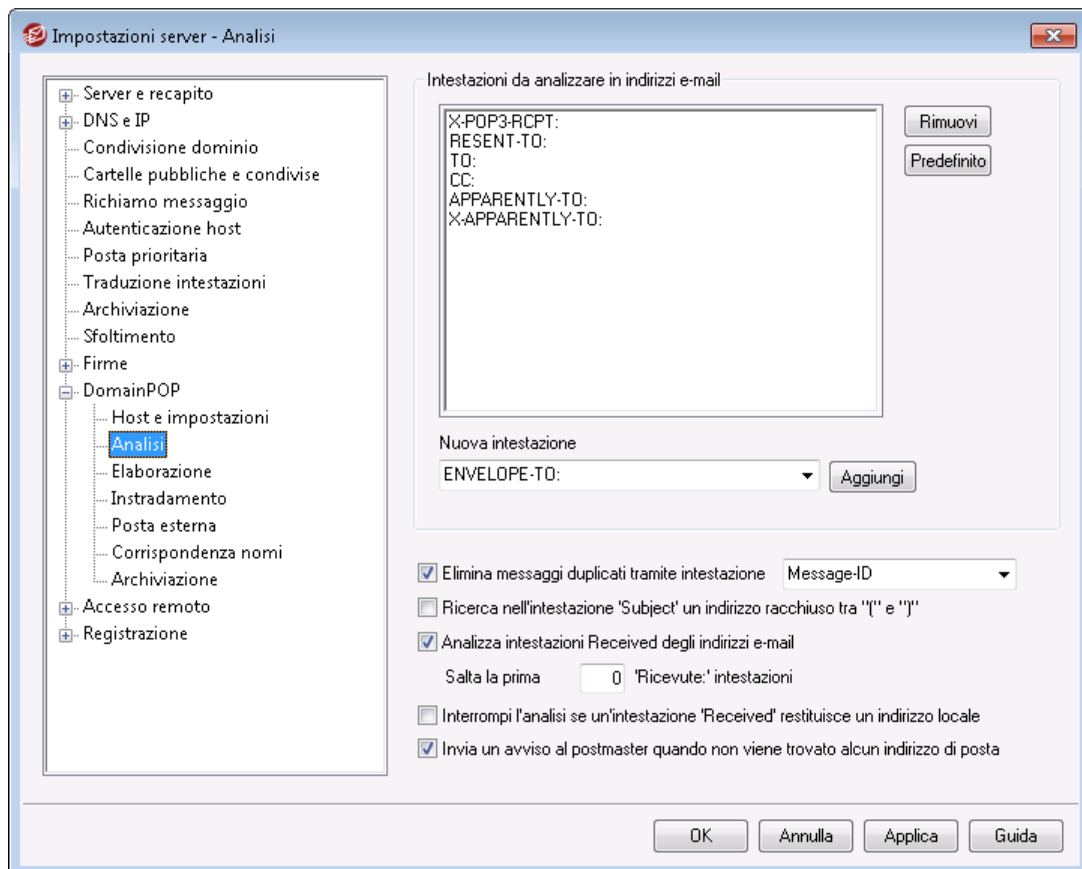 Impostazioni server - Analisi
Server e recapito
DNS e IP
Condivisione dominio
Cartelle pubbliche e condivise
Richiamo messaggio
Autenticazione host
Posta prioritaria
Traduzione intestazioni
Archiviazione
Sfoltimento
Firme
DomainPOP
Host e impostazioni
Analisi
Elaborazione
Instradamento
Posta esterna
Corrispondenza nomi
Archiviazione
Accesso remoto
Registrazione
Intestazioni da analizzare in indirizzi e-mail
X-POP3-RCPT:
RESENT-TO:
TO:
CC:
APPARENTLY-TO:
X-APPARENTLY-TO:
Rimuovi
Predefinito
Nuova intestazione
ENVELOPE-TO:
Aggiungi
Elimina messaggi duplicati tramite intestazione Message-ID
Ricerca nell'intestazione 'Subject' un indirizzo racchiuso tra "(" e ")"
Analizza intestazioni Received degli indirizzi e-mail
Salta la prima 0 'Ricevute:' intestazioni
Interrompi l'analisi se un'intestazione 'Received' restituisce un indirizzo locale
Invia un avviso al postmaster quando non viene trovato alcun indirizzo di posta
OK Annulla Applica Guida